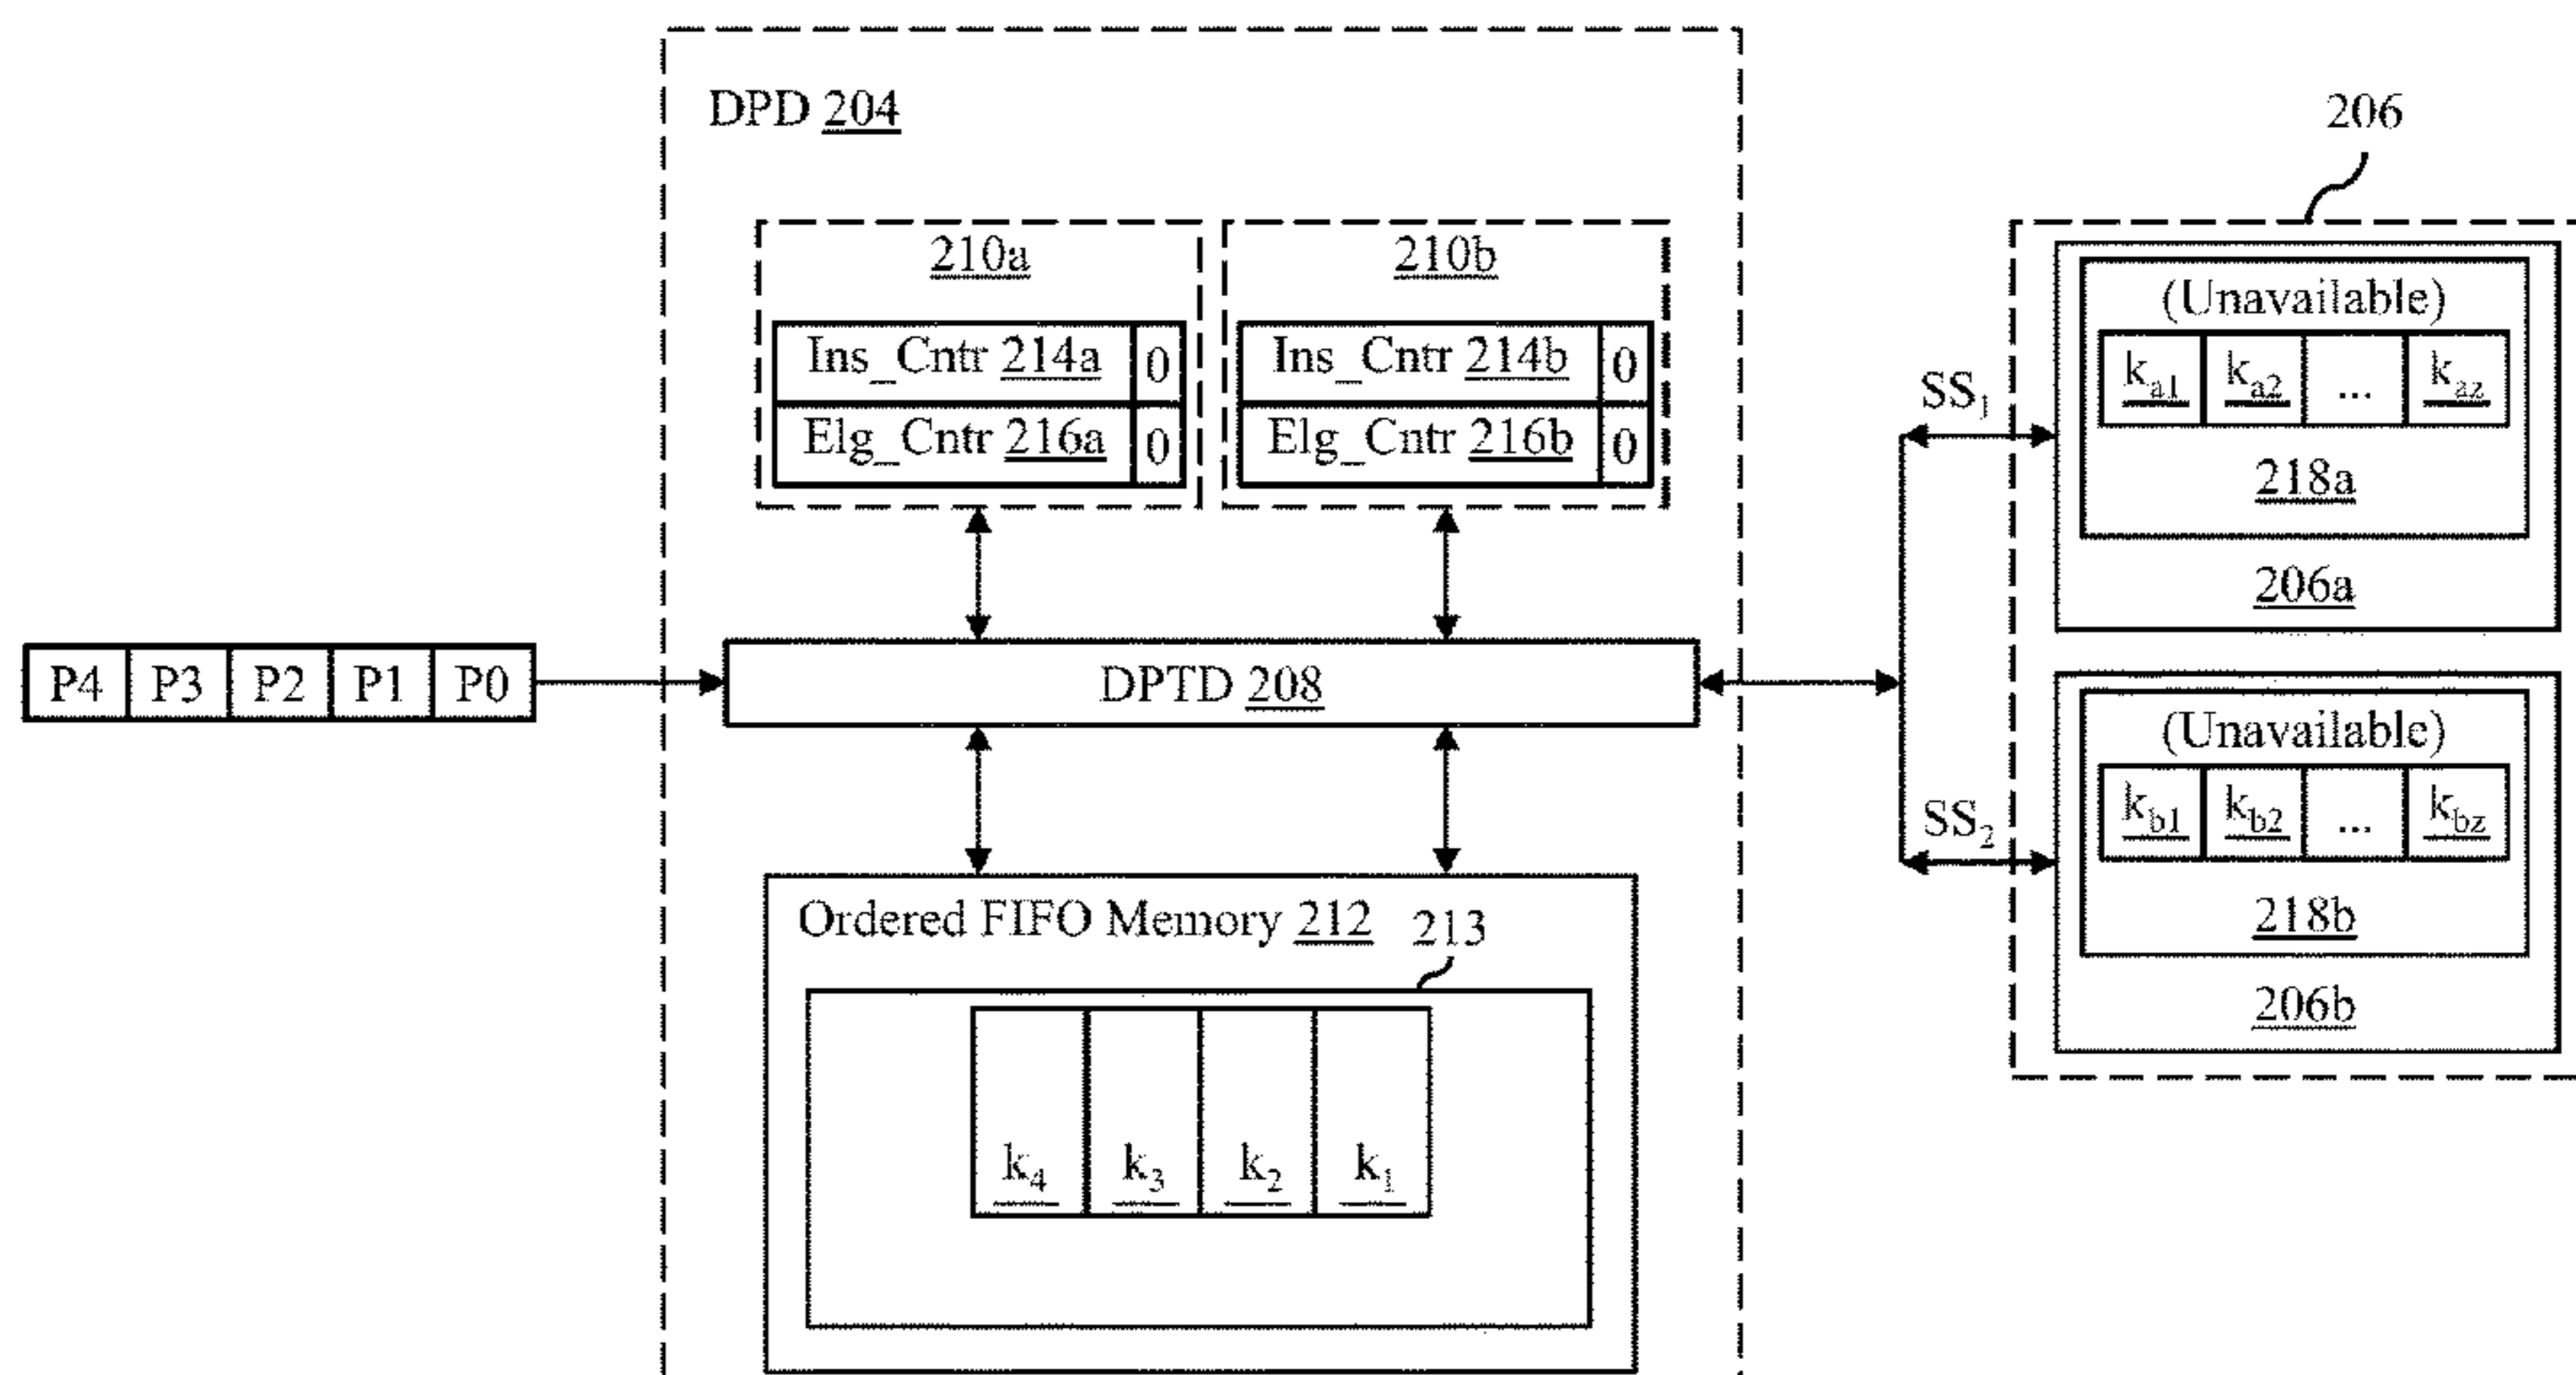 DPD 204
206
210a
210b
Ins_Cntr 214a 0
Elg_Cntr 216a 0
Ins_Cntr 214b 0
Elg_Cntr 216b 0
P4 P3 P2 P1 P0
DPTD 208
Ordered FIFO Memory 212
213
k4 k3 k2 k1
SS1
(Unavailable)
ka1 ka2 ... kaz
218a
206a
SS2
(Unavailable)
kb1 kb2 ... kbz
218b
206b